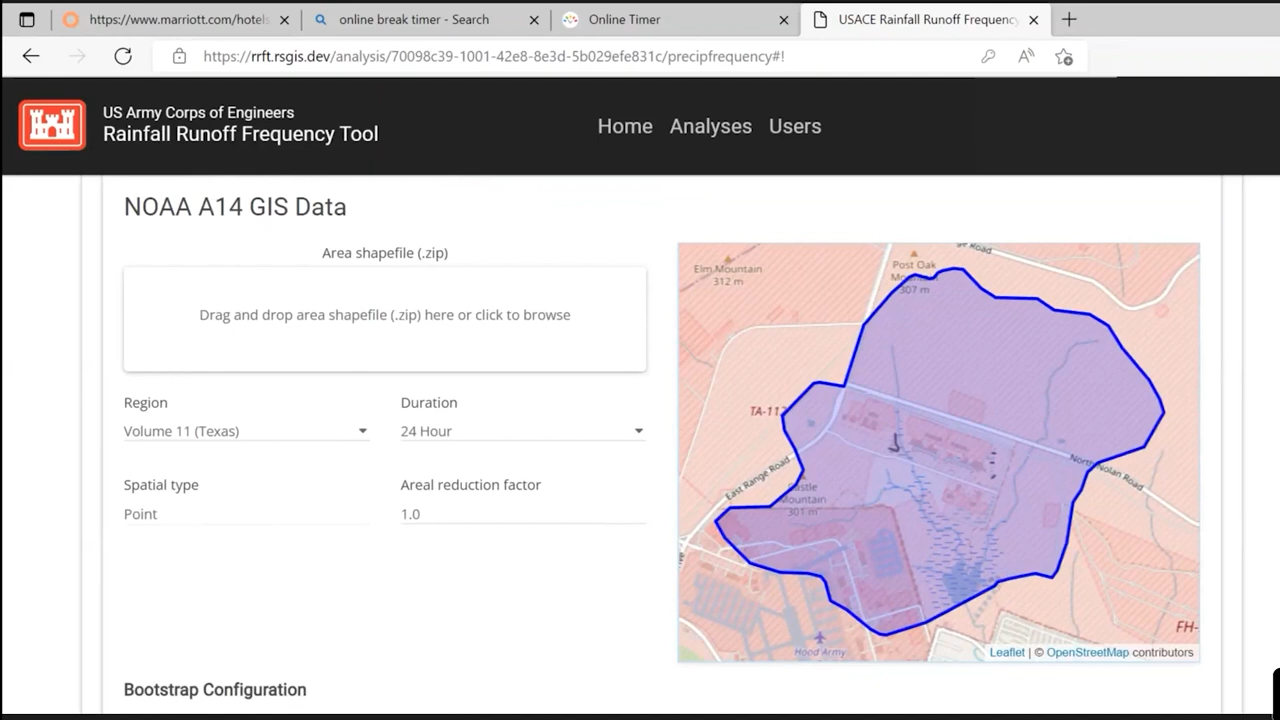 https://www.marriott.com/hotels
online break timer - Search
Online Timer
USACE Rainfall Runoff Frequency
https://rrft.rsgis.dev/analysis/70098c39-1001-42e8-8e3d-5b029efe831c/precipfrequency#!
US Army Corps of Engineers
Rainfall Runoff Frequency Tool
Home Analyses Users
NOAA A14 GIS Data
Area shapefile (.zip)
Drag and drop area shapefile (.zip) here or click to browse
Region
Duration
Volume 11 (Texas)
24 Hour
Spatial type
Areal reduction factor
Point
1.0
Elm Mountain
312 m
Post Oak
307 m
Road
TA-11
East Range Road
North Nolan Road
Castle
Mountain
301 m
Hood Army
FH-
Leaflet | © OpenStreetMap contributors
Bootstrap Configuration